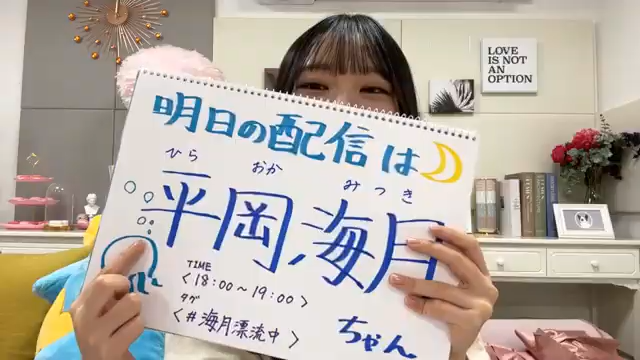 明日の配信は
ひら おか みつき
平岡海月
ちゃん
TIME
<18:00~19:00>
タグ
<#海月漂流中>
LOVE
IS NOT
AN
OPTION